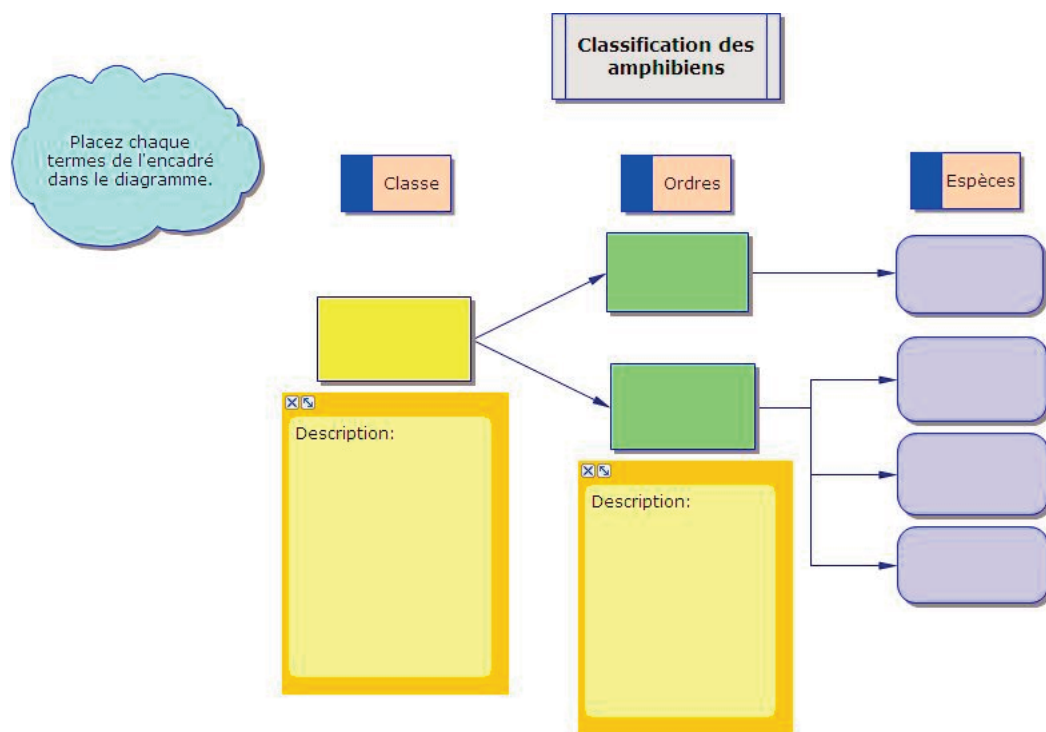 Classification des
amphibiens
Placez chaque
termes de l'encadré
dans le diagramme.
Classe
Ordres
Espèces
Description:
Description: